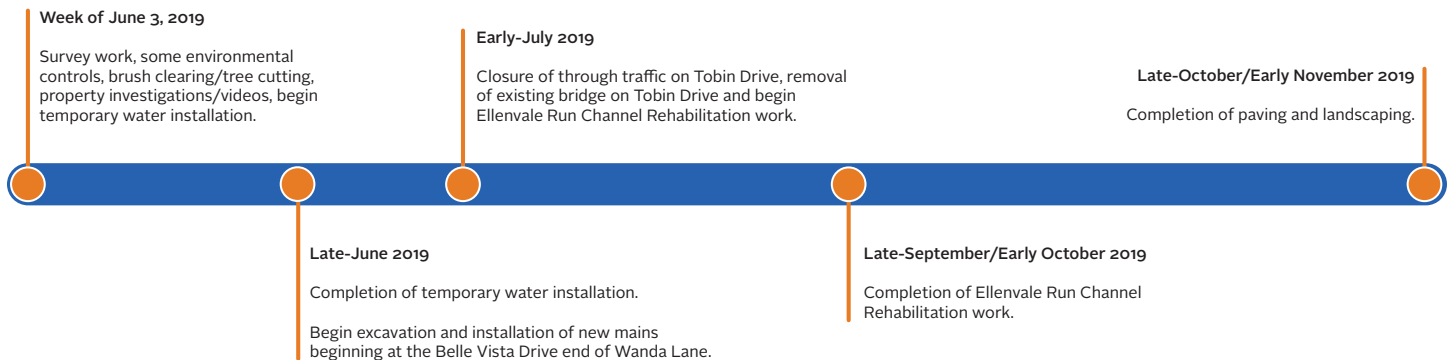 Week of June 3, 2019
Survey work, some environmental
controls, brush clearing/tree cutting,
property investigations/videos, begin
temporary water installation.
Early-July 2019
Closure of through traffic on Tobin Drive, removal
of existing bridge on Tobin Drive and begin
Ellenvale Run Channel Rehabilitation work.
Late-October/Early November 2019
Completion of paving and landscaping.
Late-June 2019
Completion of temporary water installation.
Begin excavation and installation of new mains
beginning at the Belle Vista Drive end of Wanda Lane.
Late-September/Early October 2019
Completion of Ellenvale Run Channel
Rehabilitation work.